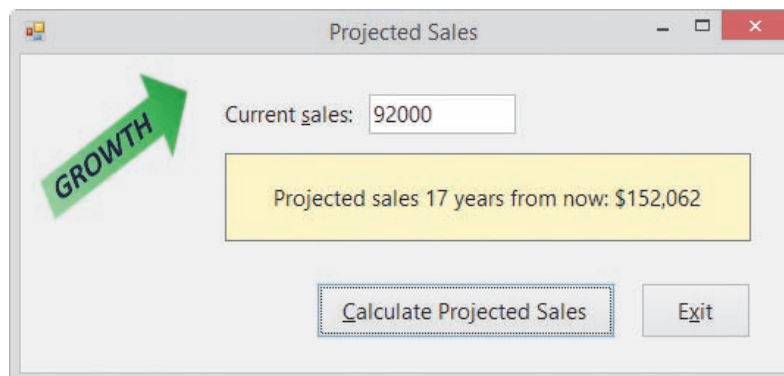 Projected Sales
GROWTH
Current sales: 92000
Projected sales 17 years from now: $152,062
Calculate Projected Sales Exit